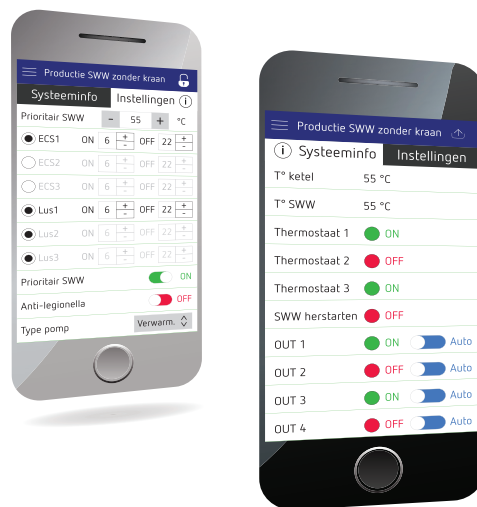 Productie SWW zonder kraan
Systeeminfo Instellingen i
Prioritair SWW - 55 + °C
ECS1 ON 6 + - OFF 22 + -
ECS2 ON 6 + - OFF 22 + -
ECS3 ON 6 + - OFF 22 + -
Lus1 ON 6 + - OFF 22 + -
Lus2 ON 6 + - OFF 22 + -
Lus3 ON 6 + - OFF 22 + -
Prioritair SWW ON
Anti-legionella OFF
Type pomp Verwarm.
Productie SWW zonder kraan
i Systeeminfo Instellingen
T° ketel 55 °C
T° SWW 55 °C
Thermostaat 1 ON
Thermostaat 2 OFF
Thermostaat 3 ON
SWW herstarten OFF
OUT 1 ON Auto
OUT 2 OFF Auto
OUT 3 ON Auto
OUT 4 OFF Auto